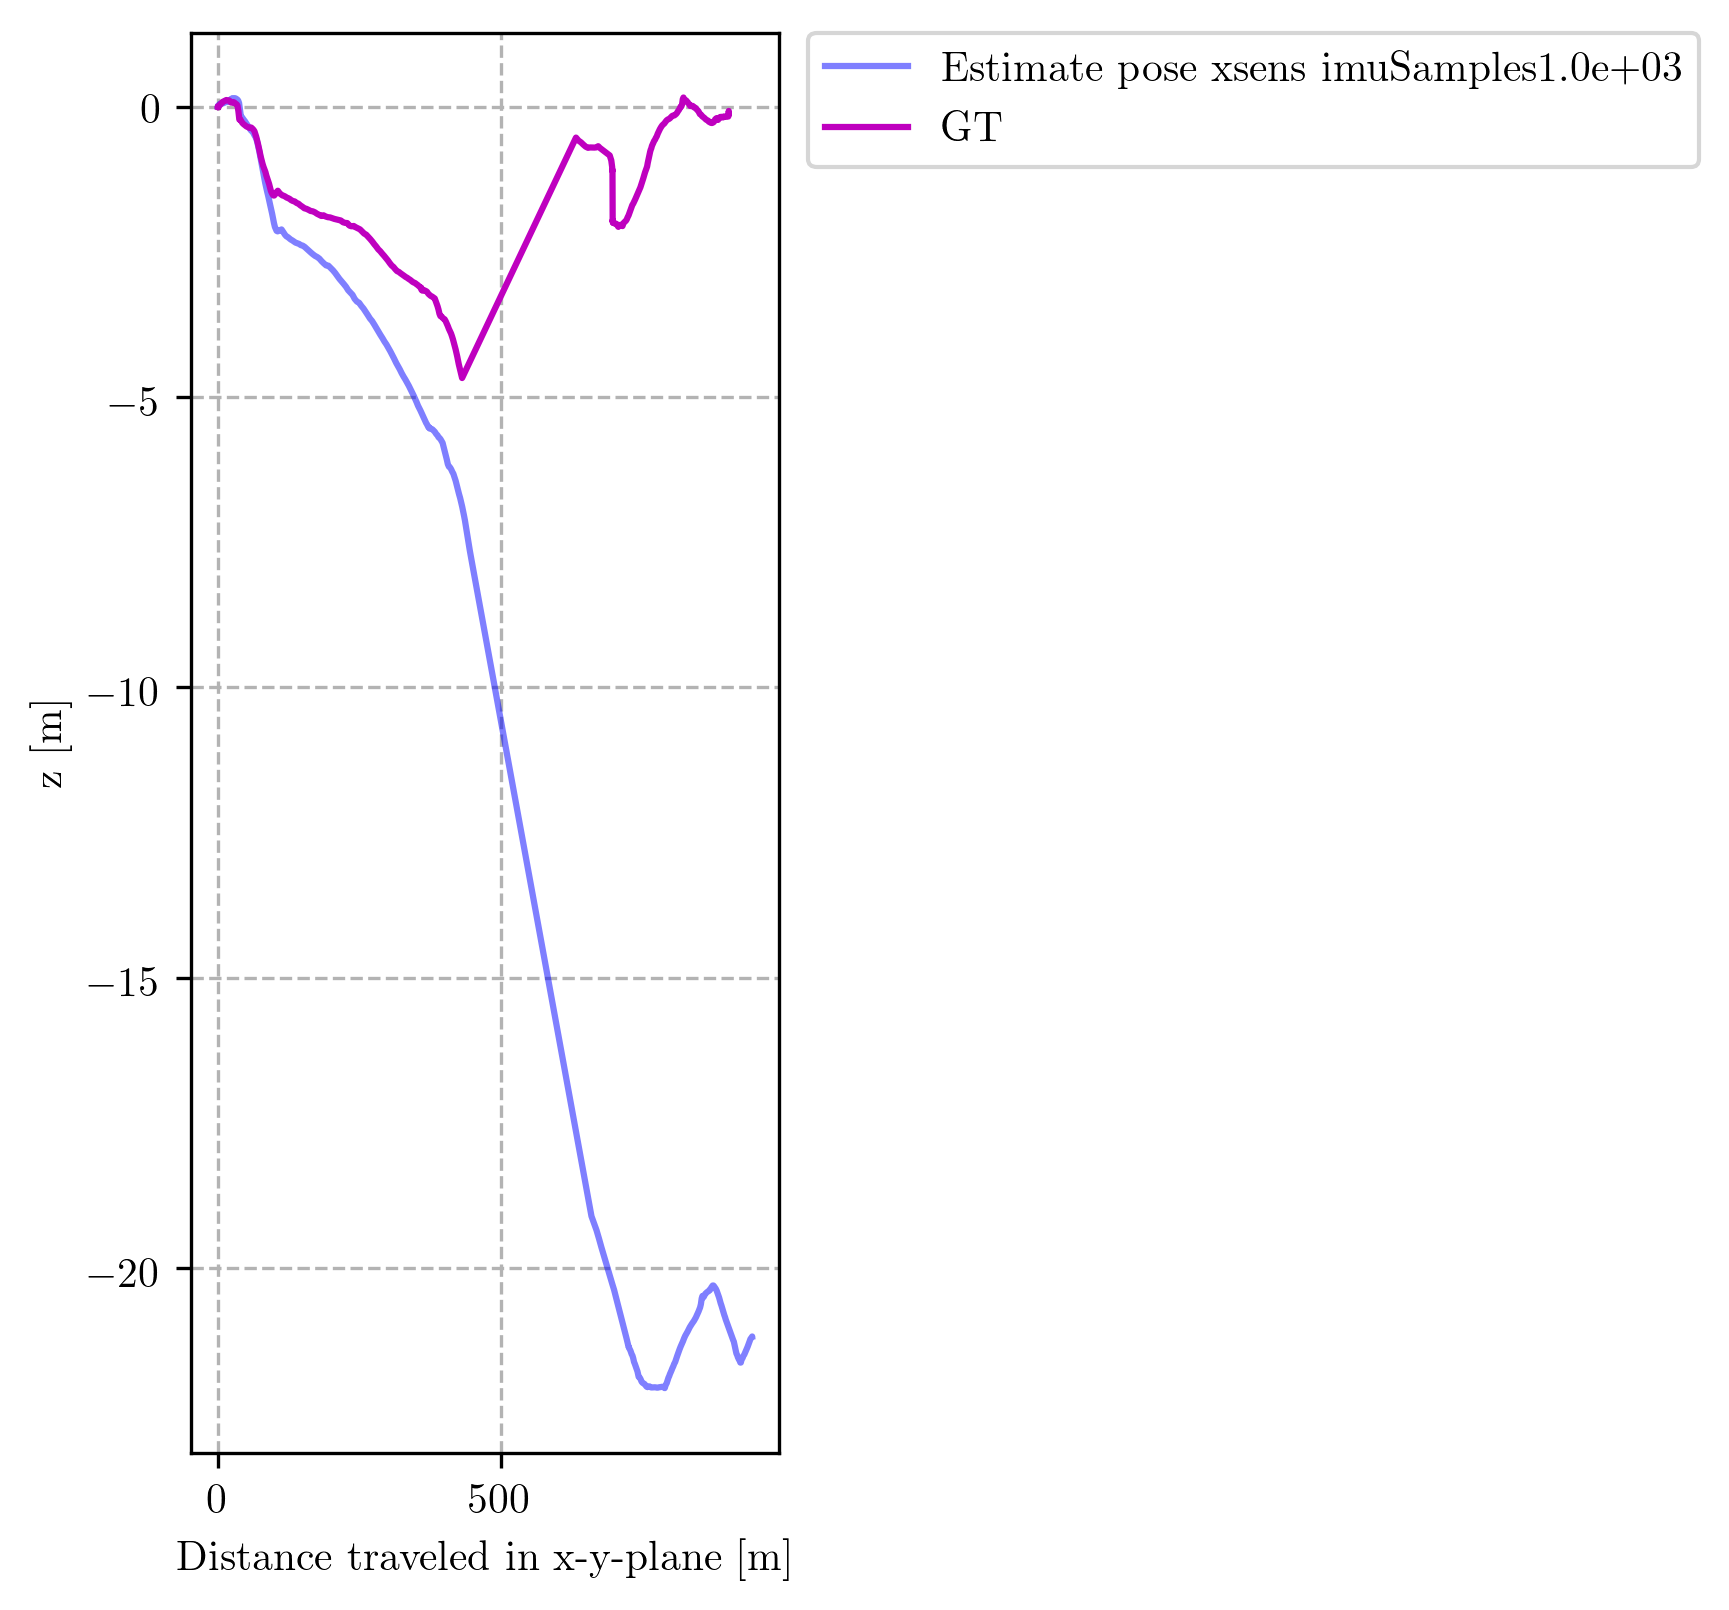 Estimate pose xsens imuSamples1.0e+03
GT
0
−5
−10
−15
−20
z [m]
0 500
Distance traveled in x-y-plane [m]